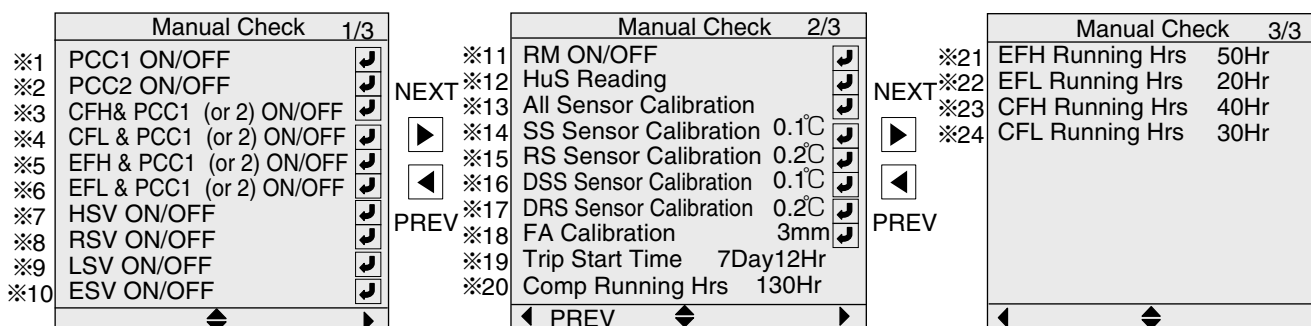 Manual Check 1/3
※1 PCC1 ON/OFF
※2 PCC2 ON/OFF
※3 CFH& PCC1 (or 2) ON/OFF
※4 CFL & PCC1 (or 2) ON/OFF
※5 EFH & PCC1 (or 2) ON/OFF
※6 EFL & PCC1 (or 2) ON/OFF
※7 HSV ON/OFF
※8 RSV ON/OFF
※9 LSV ON/OFF
※10 ESV ON/OFF
NEXT
PREV
Manual Check 2/3
※11 RM ON/OFF
※12 HuS Reading
※13 All Sensor Calibration
※14 SS Sensor Calibration 0.1℃
※15 RS Sensor Calibration 0.2℃
※16 DSS Sensor Calibration 0.1℃
※17 DRS Sensor Calibration 0.2℃
※18 FA Calibration 3mm
※19 Trip Start Time 7Day12Hr
※20 Comp Running Hrs 130Hr
PREV
NEXT
PREV
Manual Check 3/3
※21 EFH Running Hrs 50Hr
※22 EFL Running Hrs 20Hr
※23 CFH Running Hrs 40Hr
※24 CFL Running Hrs 30Hr